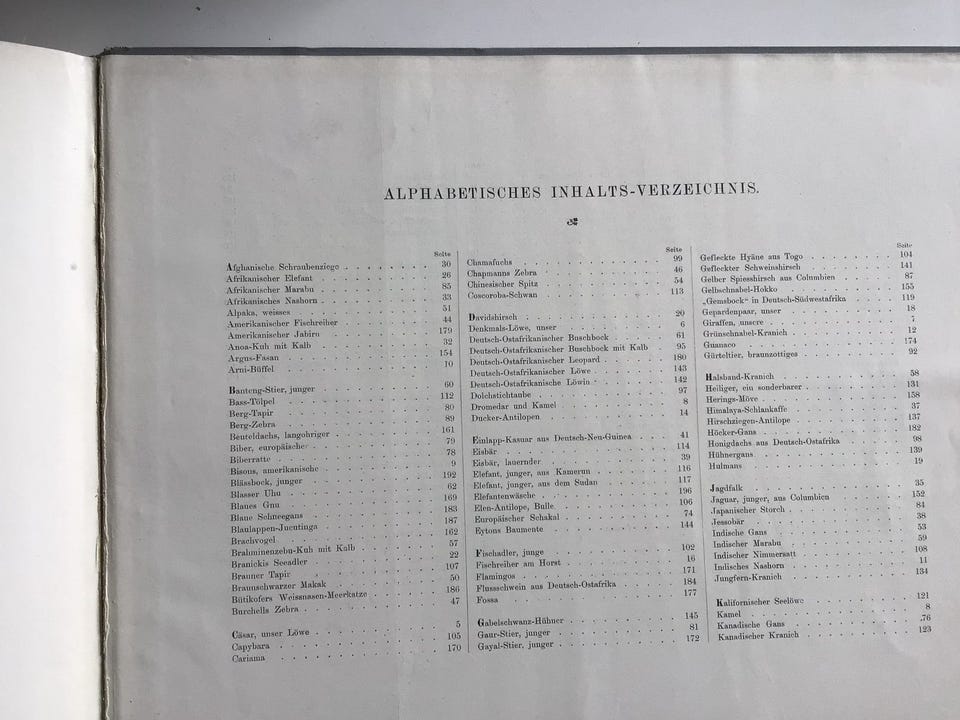 ALPHABETISCHES INHALTS-VERZEICHNIS.
Seite
Afghanische Schraubenziege 30
Afrikanischer Elefant 26
Afrikanischer Marabu 85
Afrikanisches Nashorn 33
Alpaka, weisses 51
Amerikanischer Fischreiher 44
Amerikanischer Jabiru 179
Anoa-Kuh mit Kalb 32
Argus-Fasan 154
Arni-Büffel 10
Banteng-Stier, junger 60
Bass-Tölpel 112
Berg-Tapir 80
Berg-Zebra 89
Beuteldachs, langohriger 161
Biber, europäischer 79
Biberratte 78
Bisons, amerikanische 9
Blässbock, junger 192
Blasser Uhu 62
Blaues Gnu 169
Blaue Schneegans 183
Blaulappen-Jacutinga 187
Brachvogel 162
Brahminenzebu-Kuh mit Kalb 57
Branickis Seeadler 22
Brauner Tapir 107
Braunschwarzer Makak 50
Bütikofers Weissnasen-Meerkatze 186
Burchells Zebra 47
Cäsar, unser Löwe 5
Capybara 105
Cariama 170
Seite
Chamafuchs 99
Chapmanns Zebra 46
Chinesischer Spitz 54
Coscoroba-Schwan 113
Davidshirsch 20
Denkmals-Löwe, unser 6
Deutsch-Ostafrikanischer Buschbock 61
Deutsch-Ostafrikanischer Buschbock mit Kalb 95
Deutsch-Ostafrikanischer Leopard 180
Deutsch-Ostafrikanischer Löwe 143
Deutsch-Ostafrikanische Löwin 142
Dolchstichtaube 97
Dromedar und Kamel 8
Ducker-Antilopen 14
Einlapp-Kasuar aus Deutsch-Neu-Guinea 41
Eisbär 114
Eisbär, lauernder 39
Elefant, junger, aus Kamerun 116
Elefant, junger, aus dem Sudan 117
Elefantenwäsche 196
Elen-Antilope, Bulle 106
Europäischer Schakal 74
Eytons Baumente 144
Fischadler, junge 102
Fischreiher am Horst 16
Flamingos 171
Flussschwein aus Deutsch-Ostafrika 184
Fossa 177
Gabelschwanz-Hühner 145
Gaur-Stier, junger 81
Gayal-Stier, junger 172
Seite
Gefleckte Hyäne aus Togo 104
Gefleckter Schweinshirsch 141
Gelber Spiesshirsch aus Columbien 87
Gelbschnabel-Hokko 155
„Gemsbock“ in Deutsch-Südwestafrika 119
Gepardenpaar, unser 18
Giraffen, unsere 7
Grünschnabel-Kranich 12
Guanaco 174
Gürteltier, braunzottiges 92
Halsband-Kranich 58
Heiliger, ein sonderbarer 131
Herings-Möve 158
Himalaya-Schlankaffe 37
Hirschziegen-Antilope 137
Höcker-Gans 182
Honigdachs aus Deutsch-Ostafrika 98
Hühnergans 139
Hulmans 19
Jagdfalk 35
Jaguar, junger, aus Columbien 152
Japanischer Storch 84
Jessobär 38
Indische Gans 53
Indischer Marabu 59
Indischer Nimmersatt 108
Indisches Nashorn 11
Jungfern-Kranich 134
Kalifornischer Seelöwe 121
Kamel 8
Kanadische Gans 76
Kanadischer Kranich 123